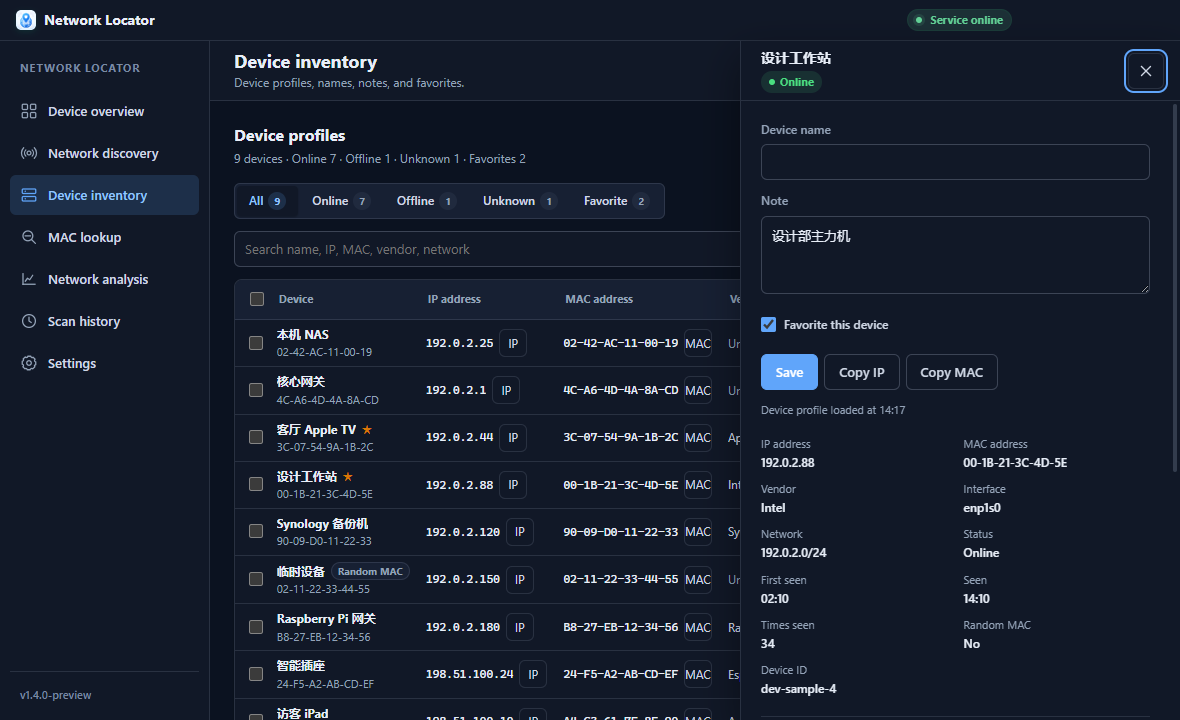 Network Locator
Service online
NETWORK LOCATOR
Device overview
Network discovery
Device inventory
MAC lookup
Network analysis
Scan history
Settings
v1.4.0-preview
Device inventory
Device profiles, names, notes, and favorites.
Device profiles
9 devices · Online 7 · Offline 1 · Unknown 1 · Favorites 2
All 9 Online 7 Offline 1 Unknown 1 Favorite 2
Search name, IP, MAC, vendor, network
Device IP address MAC address
本机 NAS
02-42-AC-11-00-19
192.0.2.25 IP 02-42-AC-11-00-19 MAC
核心网关
4C-A6-4D-4A-8A-CD
192.0.2.1 IP 4C-A6-4D-4A-8A-CD MAC
客厅 Apple TV ★
3C-07-54-9A-1B-2C
192.0.2.44 IP 3C-07-54-9A-1B-2C MAC
设计工作站 ★
00-1B-21-3C-4D-5E
192.0.2.88 IP 00-1B-21-3C-4D-5E MAC
Synology 备份机
90-09-D0-11-22-33
192.0.2.120 IP 90-09-D0-11-22-33 MAC
临时设备 Random MAC
02-11-22-33-44-55
192.0.2.150 IP 02-11-22-33-44-55 MAC
Raspberry Pi 网关
B8-27-EB-12-34-56
192.0.2.180 IP B8-27-EB-12-34-56 MAC
智能插座
24-F5-A2-AB-CD-EF
198.51.100.24 IP 24-F5-A2-AB-CD-EF MAC
访客 iPad
设计工作站
Online
Device name
Note
设计部主力机
Favorite this device
Save Copy IP Copy MAC
Device profile loaded at 14:17
IP address MAC address
192.0.2.88 00-1B-21-3C-4D-5E
Vendor Interface
Intel enp1s0
Network Status
192.0.2.0/24 Online
First seen Seen
02:10 14:10
Times seen Random MAC
34 No
Device ID
dev-sample-4